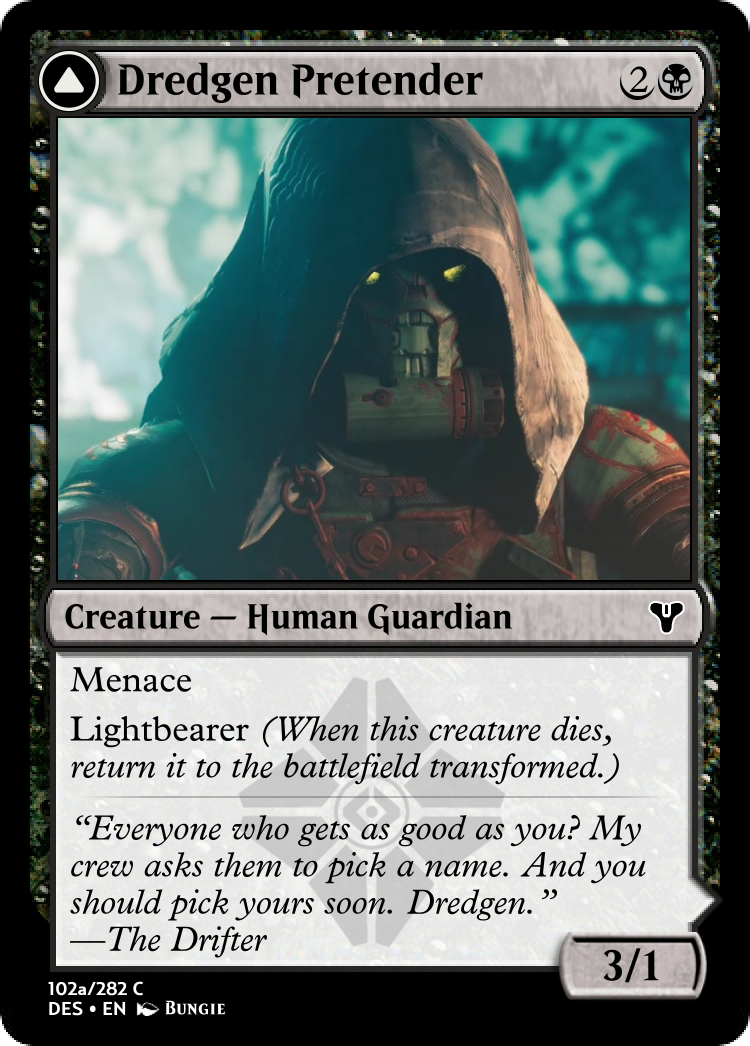 Dredgen Pretender 2
Creature — Human Guardian
Menace
Lightbearer (When this creature dies,
return it to the battlefield transformed.)
“Everyone who gets as good as you? My
crew asks them to pick a name. And you
should pick yours soon. Dredgen.”
—The Drifter
3/1
102a/282 C
DES • EN Bungie